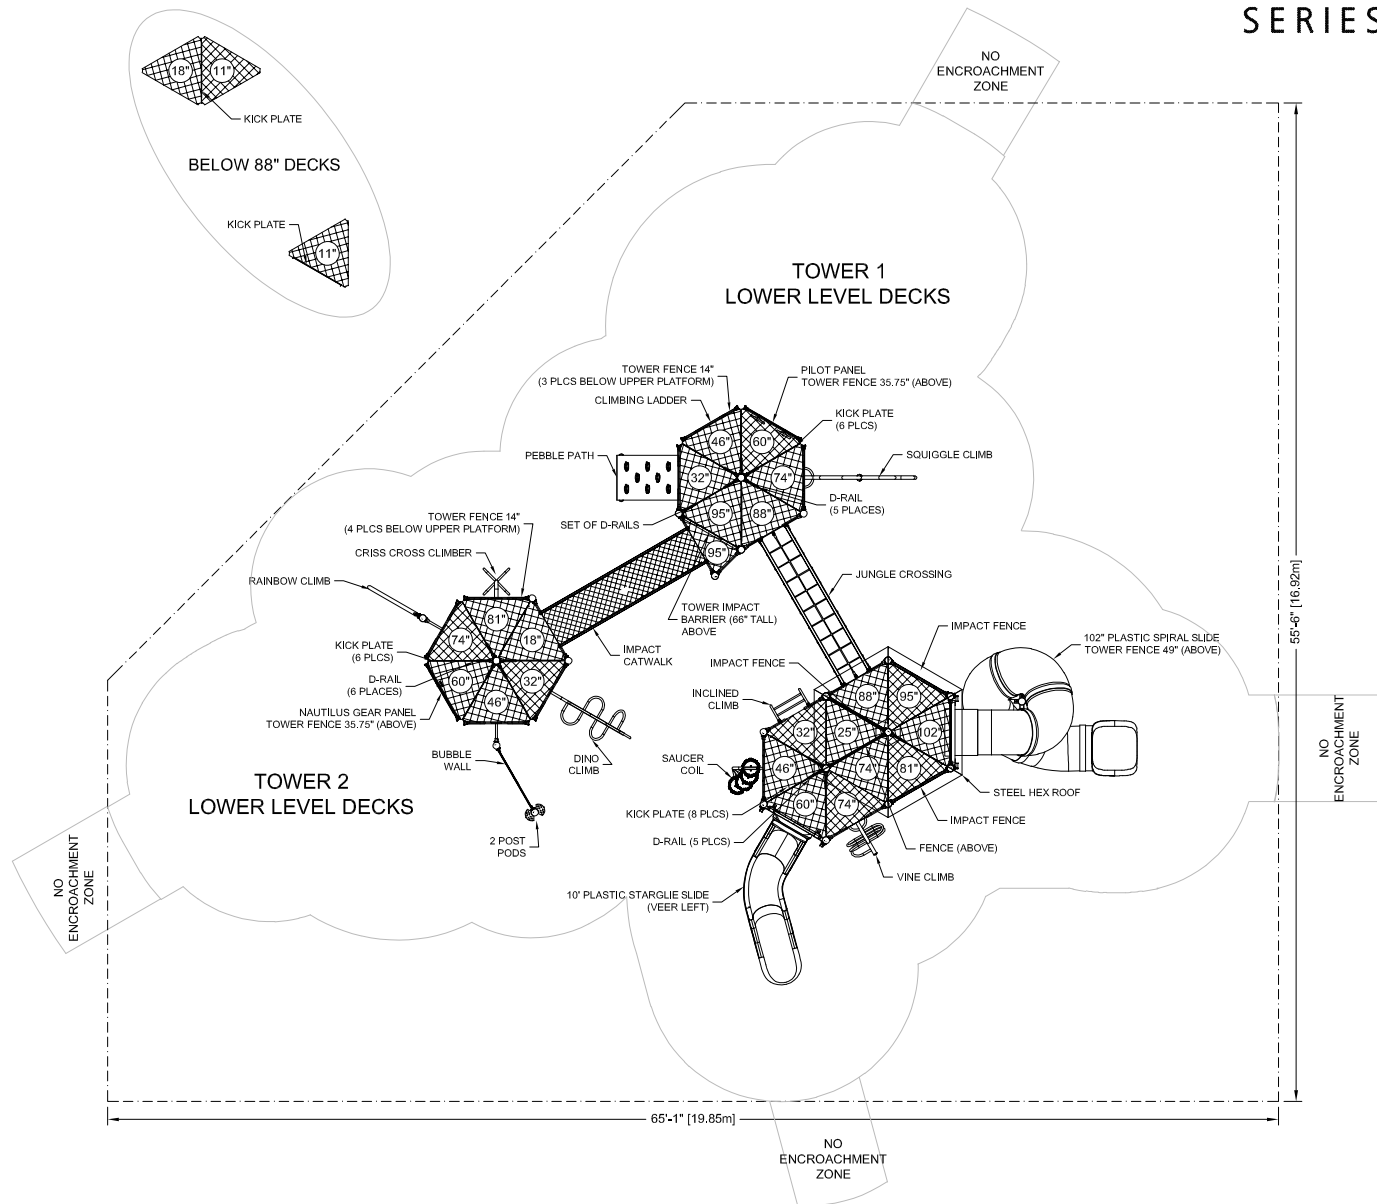 SERIES
NO
ENCROACHMENT
ZONE
18"
11"
KICK PLATE
BELOW 88" DECKS
KICK PLATE
11"
TOWER 1
LOWER LEVEL DECKS
TOWER FENCE 14"
(3 PLCS BELOW UPPER PLATFORM)
CLIMBING LADDER
PILOT PANEL
TOWER FENCE 35.75" (ABOVE)
KICK PLATE
(6 PLCS)
PEBBLE PATH
SQUIGGLE CLIMB
46"
60"
32"
74"
95"
88"
95"
D-RAIL
(5 PLACES)
SET OF D-RAILS
TOWER FENCE 14"
(4 PLCS BELOW UPPER PLATFORM)
CRISS CROSS CLIMBER
RAINBOW CLIMB
JUNGLE CROSSING
TOWER IMPACT
BARRIER (66" TALL)
ABOVE
IMPACT
CATWALK
81"
74"
18"
60"
32"
46"
KICK PLATE
(6 PLCS)
D-RAIL
(6 PLACES)
NAUTILUS GEAR PANEL
TOWER FENCE 35.75" (ABOVE)
BUBBLE
WALL
DINO
CLIMB
2 POST
PODS
TOWER 2
LOWER LEVEL DECKS
IMPACT FENCE
IMPACT FENCE
102" PLASTIC SPIRAL SLIDE
TOWER FENCE 49" (ABOVE)
INCLINED
CLIMB
SAUCER
COIL
88"
95"
32"
25"
102"
46"
74"
81"
60"
74"
KICK PLATE (8 PLCS)
D-RAIL (5 PLCS)
10' PLASTIC STARGLIE SLIDE
(VEER LEFT)
STEEL HEX ROOF
IMPACT FENCE
FENCE (ABOVE)
VINE CLIMB
55'-6" [16.92m]
NO
ENCROACHMENT
ZONE
NO
ENCROACHMENT
ZONE
65'-1" [19.85m]
NO
ENCROACHMENT
ZONE